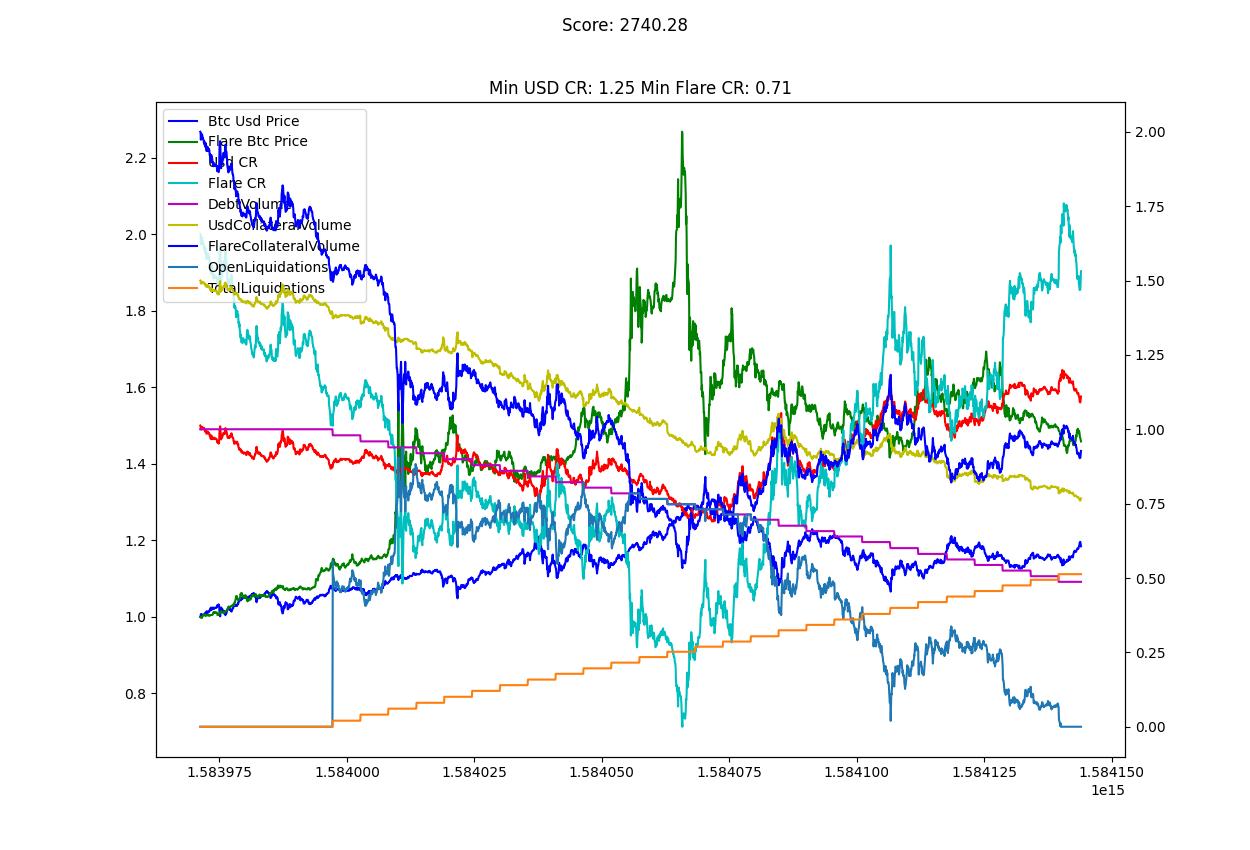 Score: 2740.28
Min USD CR: 1.25 Min Flare CR: 0.71
Btc Usd Price
Flare Btc Price
Usd CR
Flare CR
DebtVolume
UsdCollateralVolume
FlareCollateralVolume
OpenLiquidations
TotalLiquidations
2.2
2.0
1.8
1.6
1.4
1.2
1.0
0.8
2.00
1.75
1.50
1.25
1.00
0.75
0.50
0.25
0.00
1.583975 1.584000 1.584025 1.584050 1.584075 1.584100 1.584125 1.584150
1e15